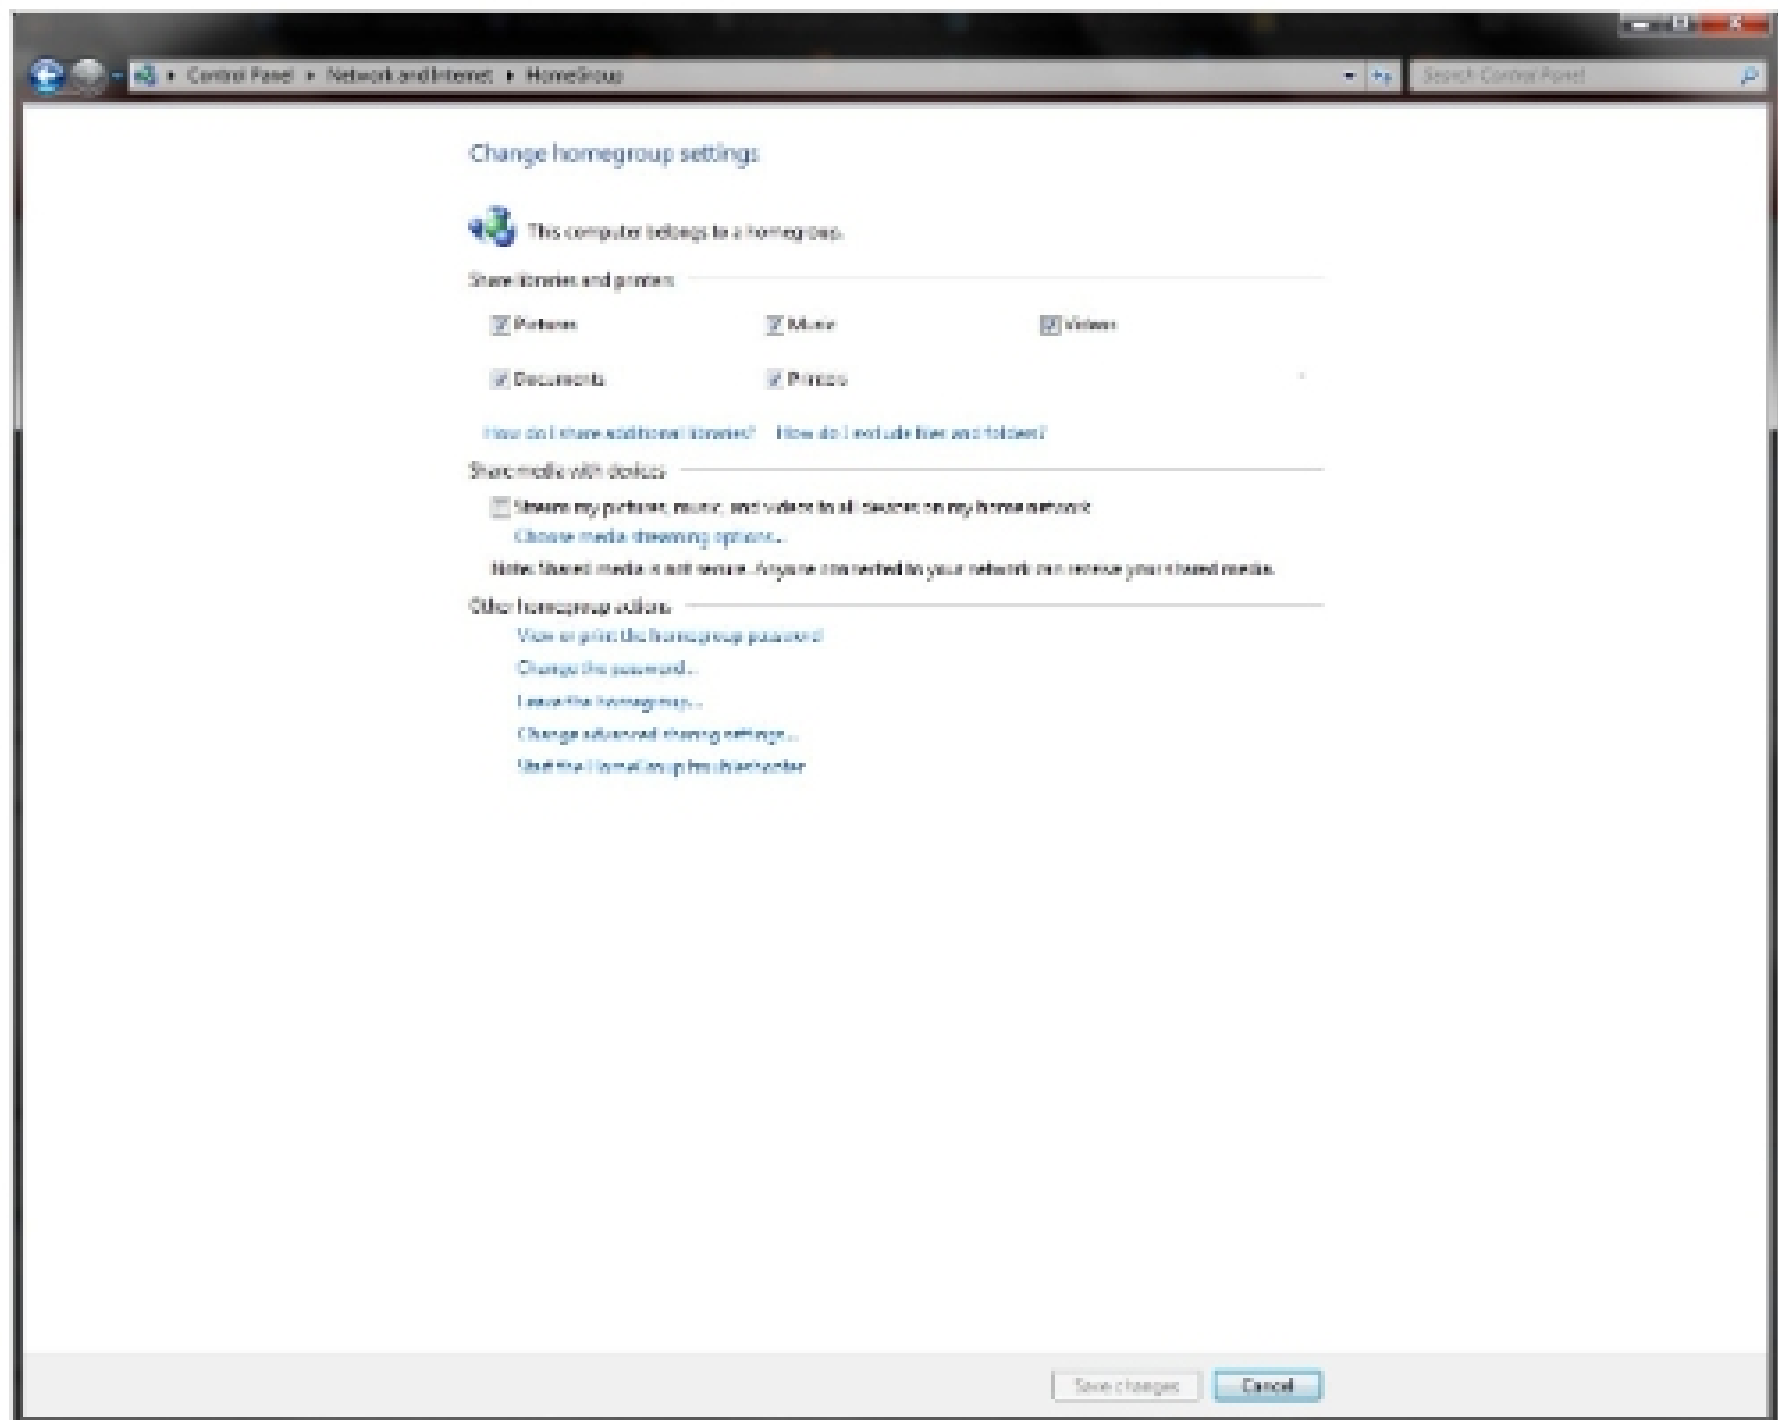 Control Panel Network and Internet HomeGroup Search Control Panel
Change homegroup settings
This computer belongs to a homegroup.
Share libraries and printers
Pictures Music Videos
Documents Printers
How do I share additional libraries? How do I exclude files and folders?
Share media with devices
Stream my pictures, music, and videos to all devices on my home network
Choose media streaming options...
Note: Shared media is not secure. Anyone connected to your network can receive your shared media.
Other homegroup actions
View or print the homegroup password
Change the password...
Leave the homegroup...
Change advanced sharing settings...
Start the HomeGroup troubleshooter
Save changes Cancel